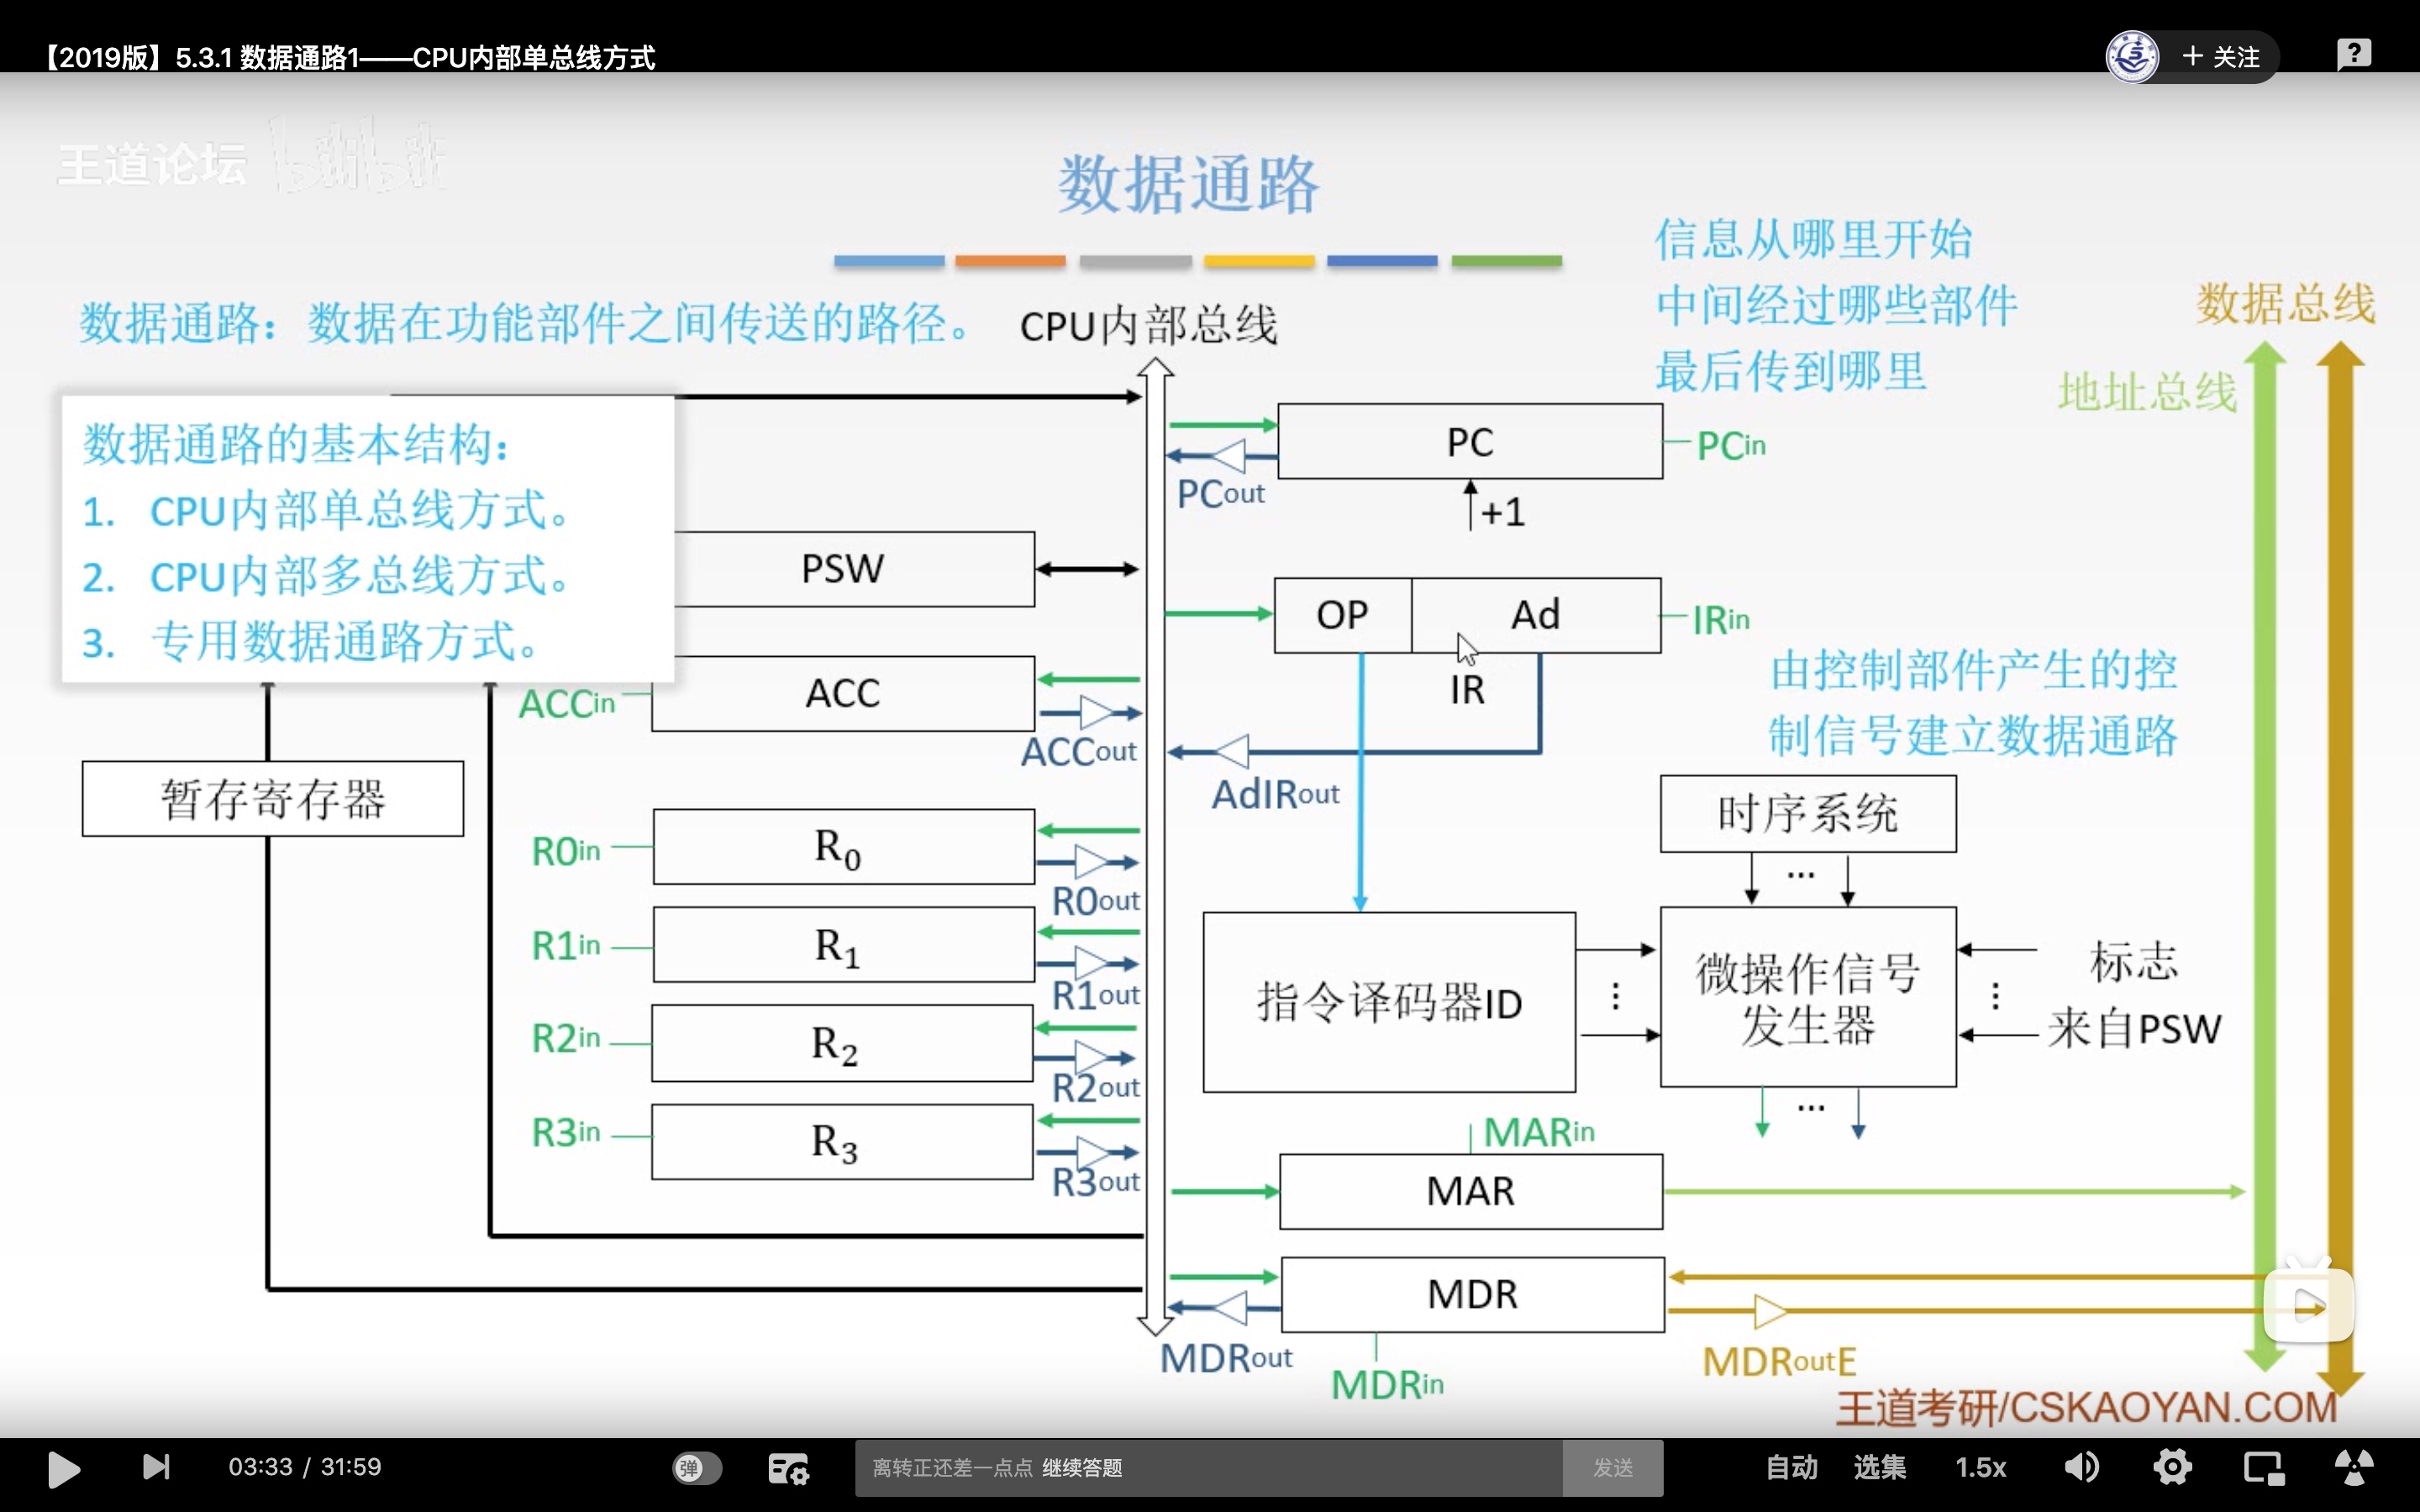 【2019版】5.3.1 数据通路1——CPU内部单总线方式
+ 关注
王道论坛 bilibili
数据通路
信息从哪里开始
中间经过哪些部件
最后传到哪里
数据总线
地址总线
数据通路：数据在功能部件之间传送的路径。
CPU内部总线
数据通路的基本结构：
1. CPU内部单总线方式。
2. CPU内部多总线方式。
3. 专用数据通路方式。
PC
PCin
PCout
+1
PSW
OP
Ad
IRin
IR
ACCin
ACC
ACCout
AdIRout
由控制部件产生的控
制信号建立数据通路
暂存寄存器
时序系统
...
R0in
R0
R0out
R1in
R1
R1out
R2in
R2
R2out
R3in
R3
R3out
指令译码器ID
⋮
微操作信号
发生器
⋮
标志
来自PSW
...
MARin
MAR
MDR
MDRout
MDRin
MDRoutE
王道考研/CSKAOYAN.COM
03:33 / 31:59
弹
离转正还差一点点 继续答题
发送
自动
选集
1.5x